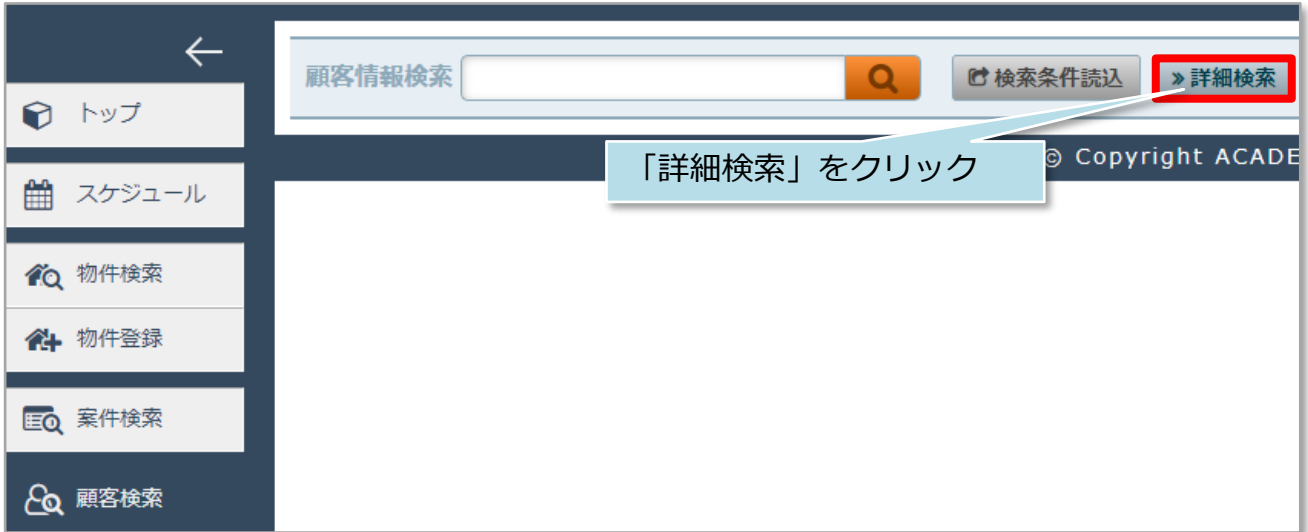 顧客情報検索
検索条件読込
» 詳細検索
トップ
「詳細検索」をクリック
© Copyright ACADE
スケジュール
物件検索
物件登録
案件検索
顧客検索